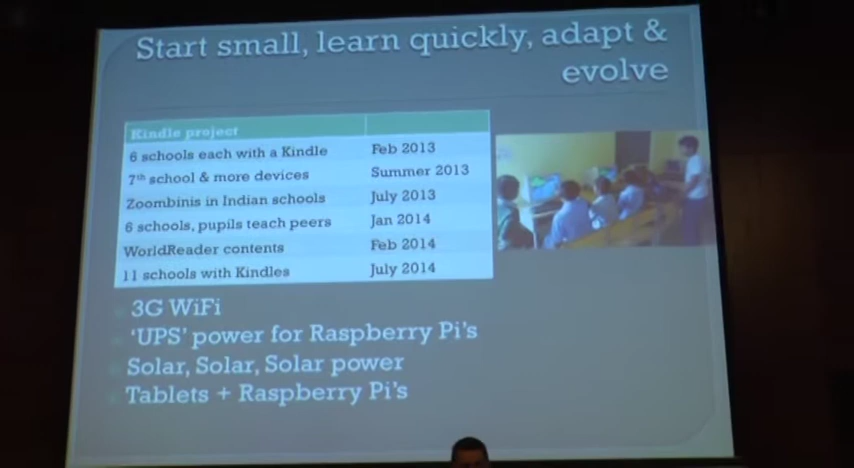 Start small, learn quickly, adapt &
evolve
Kindle project
6 schools each with a Kindle Feb 2013
7th school & more devices Summer 2013
Zoombinis in Indian schools July 2013
6 schools, pupils teach peers Jan 2014
WorldReader contents Feb 2014
11 schools with Kindles July 2014
3G WiFi
‘UPS’ power for Raspberry Pi's
Solar, Solar, Solar power
Tablets + Raspberry Pi's